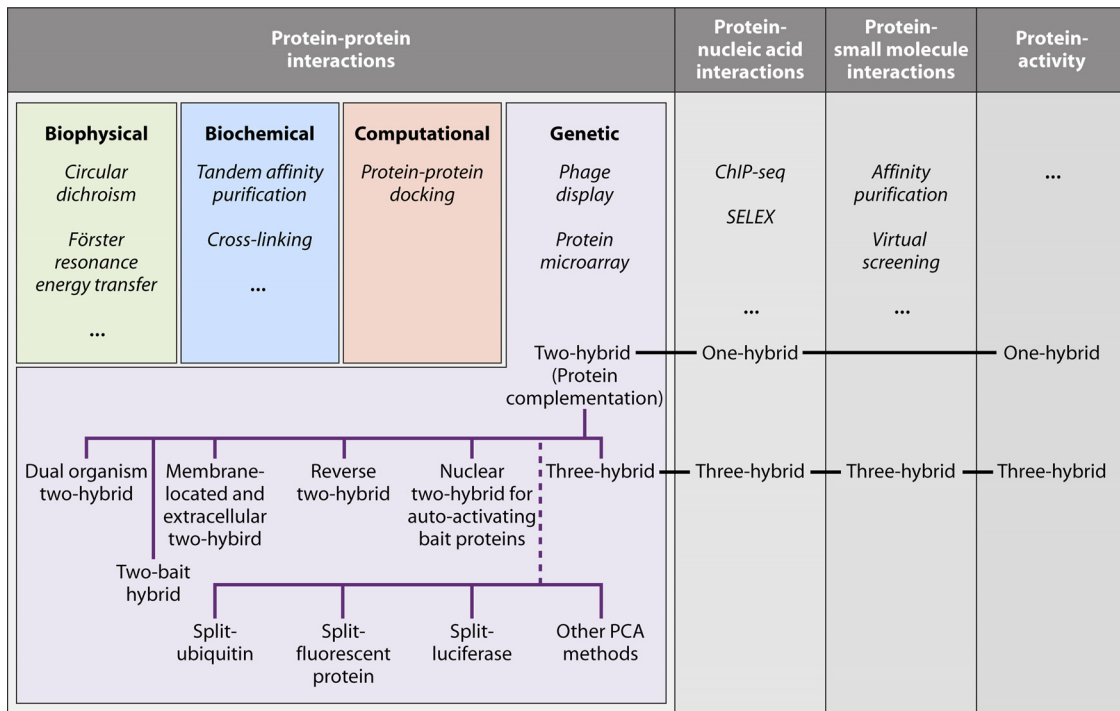 Protein-protein
interactions
Protein-
nucleic acid
interactions
Protein-
small molecule
interactions
Protein-
activity
Biophysical
Circular
dichroism
Förster
resonance
energy transfer
...
Biochemical
Tandem affinity
purification
Cross-linking
...
Computational
Protein-protein
docking
Genetic
Phage
display
Protein
microarray
ChIP-seq
SELEX
...
Affinity
purification
Virtual
screening
...
...
Two-hybrid
(Protein
complementation)
One-hybrid
One-hybrid
Dual organism
two-hybrid
Two-bait
hybrid
Membrane-
located and
extracellular
two-hybird
Reverse
two-hybrid
Nuclear
two-hybrid for
auto-activating
bait proteins
Three-hybrid
Three-hybrid
Three-hybrid
Three-hybrid
Split-
ubiquitin
Split-
fluorescent
protein
Split-
luciferase
Other PCA
methods